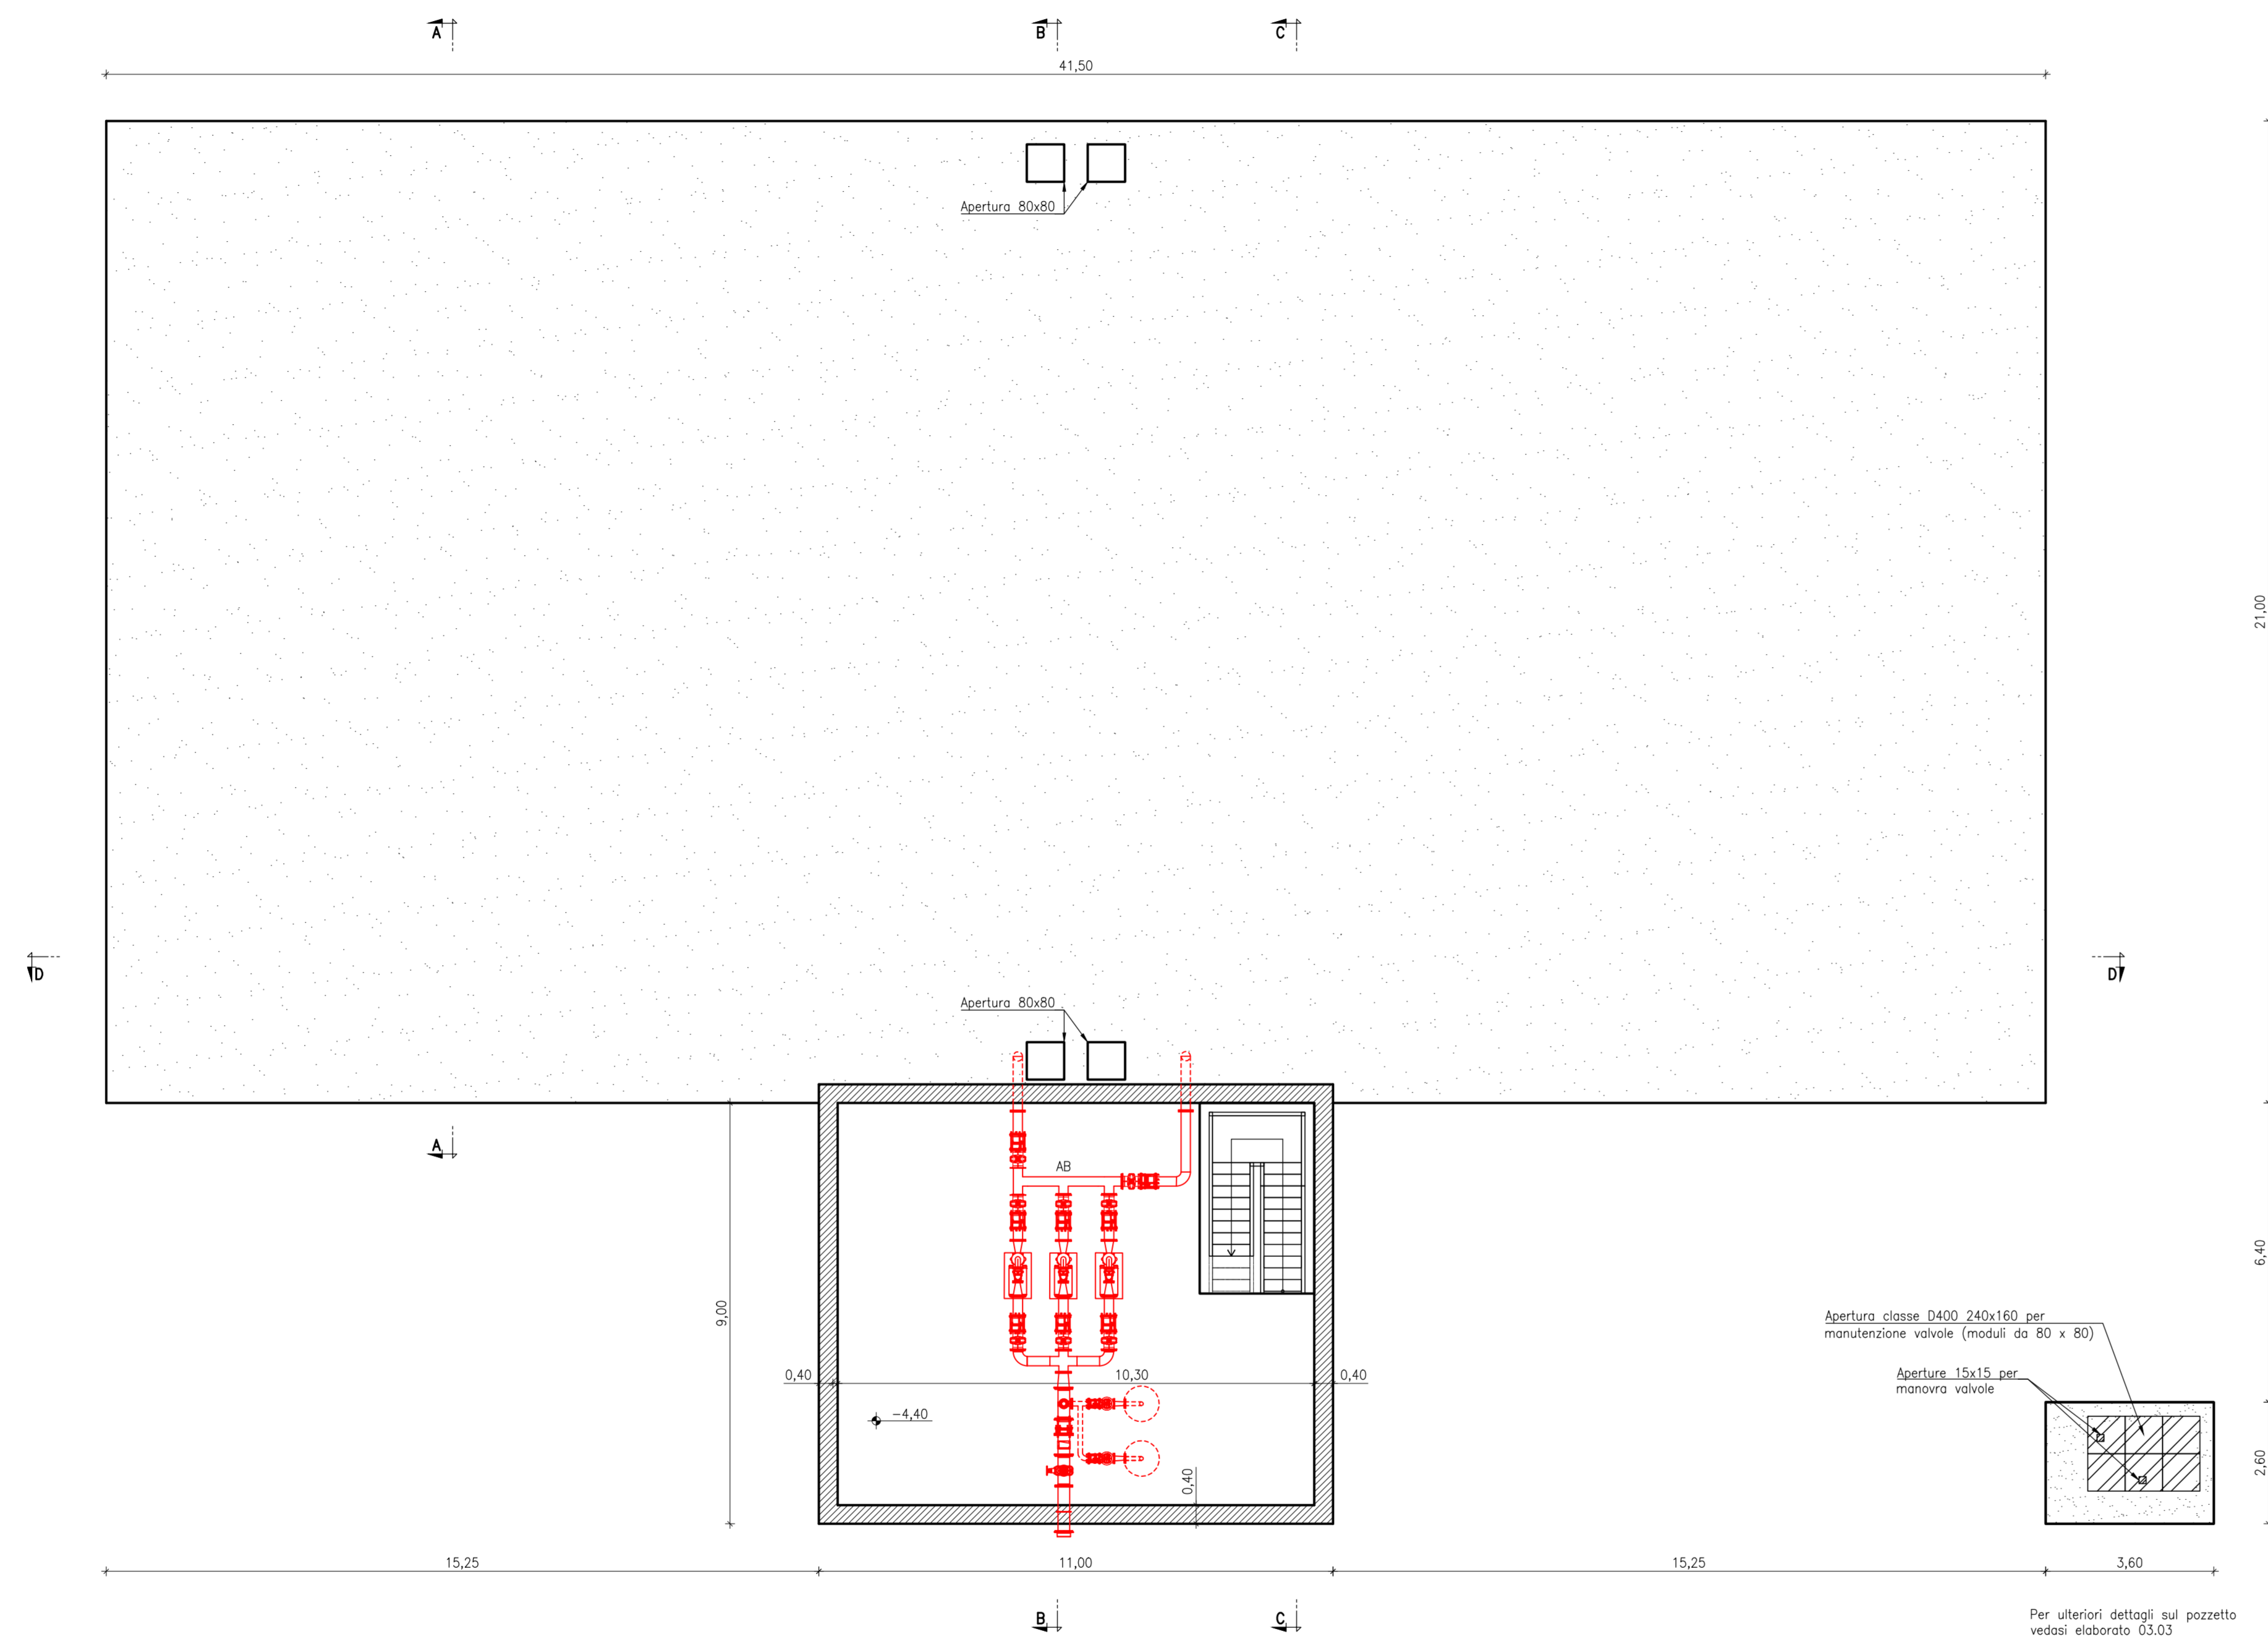 A
B
C
41,50
Apertura 80x80
21,00
D
D
Apertura 80x80
A
AB
6,40
9,00
Apertura classe D400 240x160 per
manutenzione valvole (moduli da 80 x 80)
Aperture 15x15 per
manovra valvole
0,40
10,30
0,40
-4,40
0,40
2,60
15,25
11,00
15,25
3,60
B
C
Per ulteriori dettagli sul pozzetto
vedasi elaborato 03.03